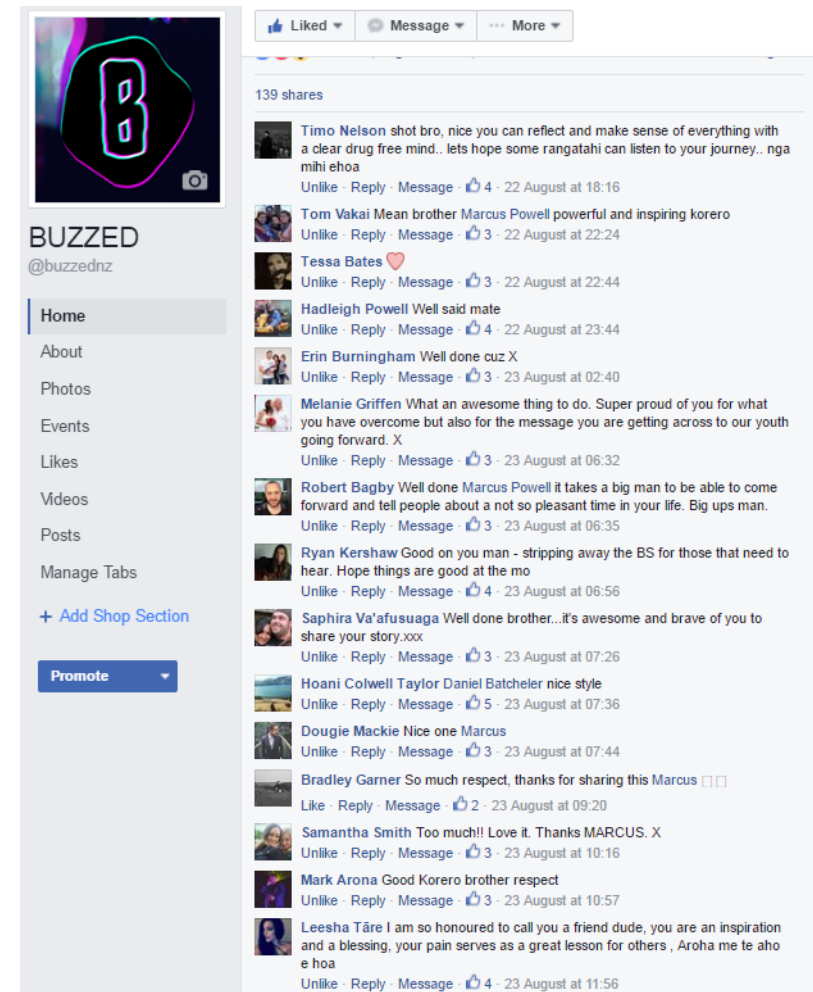 Liked
Message
More
139 shares
B
BUZZED
@buzzednz
Home
About
Photos
Events
Likes
Videos
Posts
Manage Tabs
+ Add Shop Section
Promote
Timo Nelson shot bro, nice you can reflect and make sense of everything with
a clear drug free mind.. lets hope some rangatahi can listen to your journey.. nga
mihi ehoa
Unlike · Reply · Message · 4 · 22 August at 18:16
Tom Vakai Mean brother Marcus Powell powerful and inspiring korero
Unlike · Reply · Message · 3 · 22 August at 22:24
Tessa Bates
Unlike · Reply · Message · 3 · 22 August at 22:44
Hadleigh Powell Well said mate
Unlike · Reply · Message · 4 · 22 August at 23:44
Erin Burningham Well done cuz X
Unlike · Reply · Message · 3 · 23 August at 02:40
Melanie Griffen What an awesome thing to do. Super proud of you for what
you have overcome but also for the message you are getting across to our youth
going forward. X
Unlike · Reply · Message · 3 · 23 August at 06:32
Robert Bagby Well done Marcus Powell it takes a big man to be able to come
forward and tell people about a not so pleasant time in your life. Big ups man.
Unlike · Reply · Message · 3 · 23 August at 06:35
Ryan Kershaw Good on you man - stripping away the BS for those that need to
hear. Hope things are good at the mo
Unlike · Reply · Message · 4 · 23 August at 06:56
Saphira Va'afusuaga Well done brother...it's awesome and brave of you to
share your story.xxx
Unlike · Reply · Message · 3 · 23 August at 07:26
Hoani Colwell Taylor Daniel Batcheler nice style
Unlike · Reply · Message · 5 · 23 August at 07:36
Dougie Mackie Nice one Marcus
Unlike · Reply · Message · 3 · 23 August at 07:44
Bradley Garner So much respect, thanks for sharing this Marcus
Like · Reply · Message · 2 · 23 August at 09:20
Samantha Smith Too much!! Love it. Thanks MARCUS. X
Unlike · Reply · Message · 3 · 23 August at 10:16
Mark Arona Good Korero brother respect
Unlike · Reply · Message · 3 · 23 August at 10:57
Leesha Tāre I am so honoured to call you a friend dude, you are an inspiration
and a blessing, your pain serves as a great lesson for others , Aroha me te aho
e hoa
Unlike · Reply · Message · 4 · 23 August at 11:56